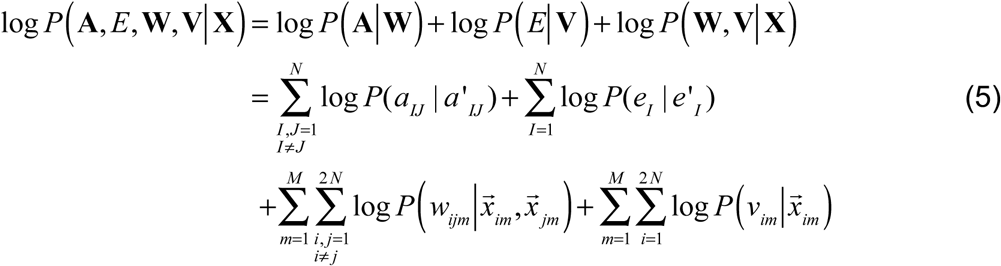 log P(A, E, W, V|X) = log P(A|W) + log P(E|V) + log P(W, V|X)
= ∑_{I,J=1, I≠J}^{N} log P(a_{IJ} | a'_{IJ}) + ∑_{I=1}^{N} log P(e_I | e'_I) (5)
+ ∑_{m=1}^{M} ∑_{i,j=1, i≠j}^{2N} log P(w_{ijm}|x⃗_{im}, x⃗_{jm}) + ∑_{m=1}^{M} ∑_{i=1}^{2N} log P(v_{im}|x⃗_{im})